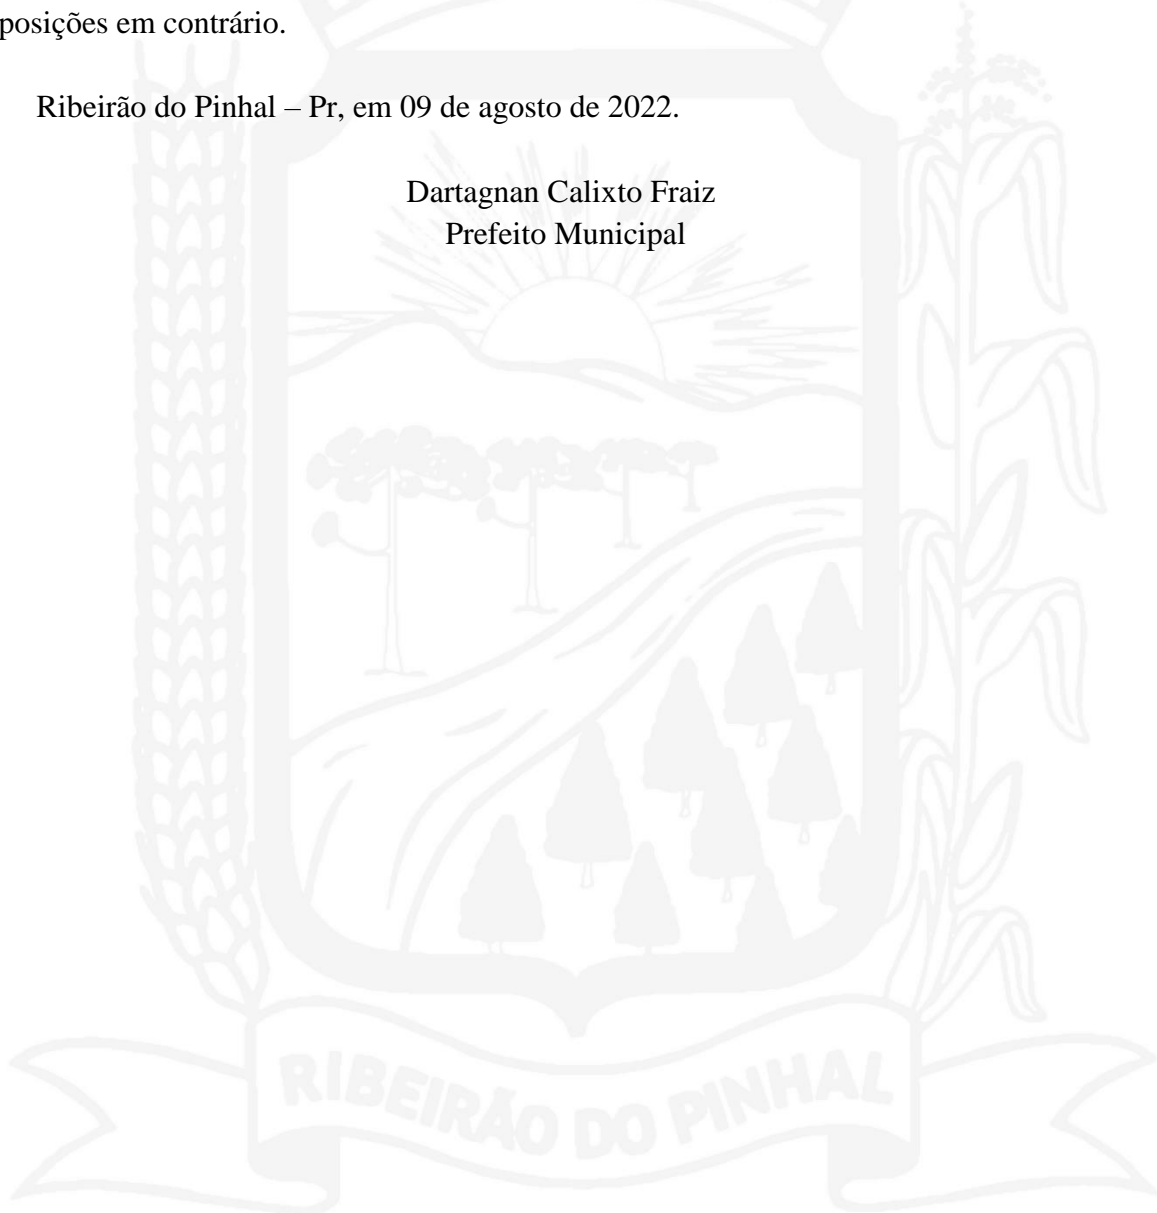 posições em contrário.
Ribeirão do Pinhal – Pr, em 09 de agosto de 2022.
Dartagnan Calixto Fraiz
Prefeito Municipal
RIBEIRÃO DO PINHAL